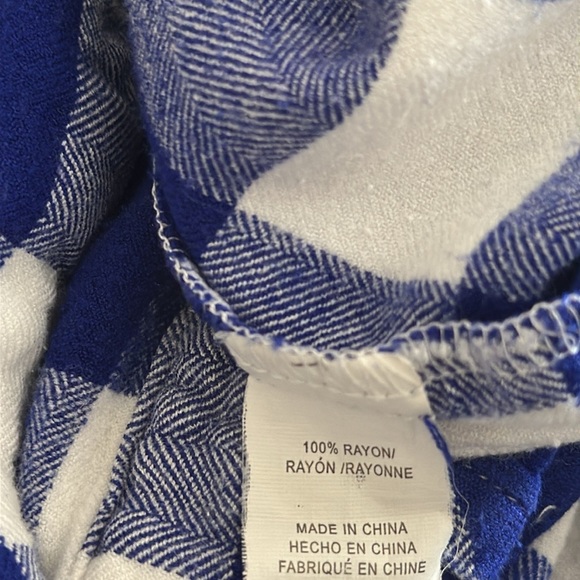 100% RAYON/
RAYÓN /RAYONNE
MADE IN CHINA
HECHO EN CHINA
FABRIQUÉ EN CHINE